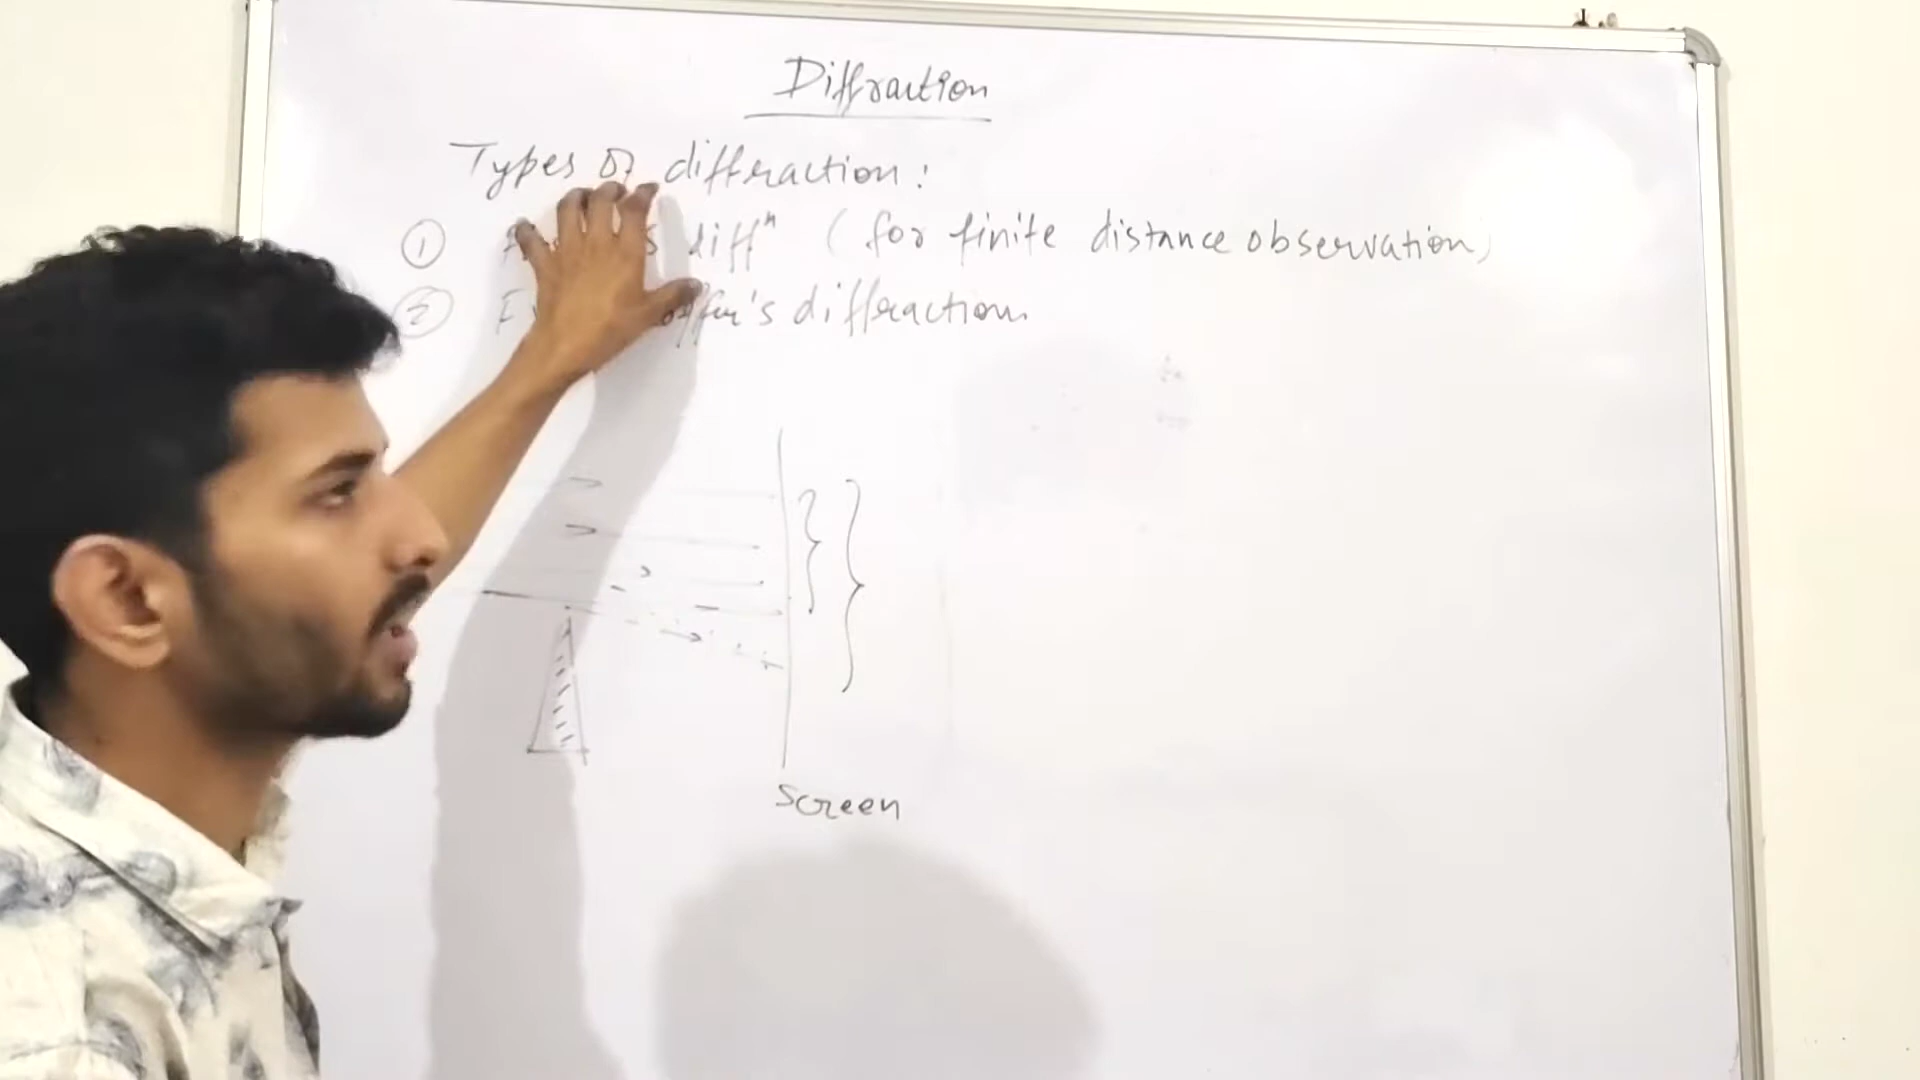 Diffraction
Types of diffraction:
① diffⁿ (for finite distance observation)
② diffraction
Screen